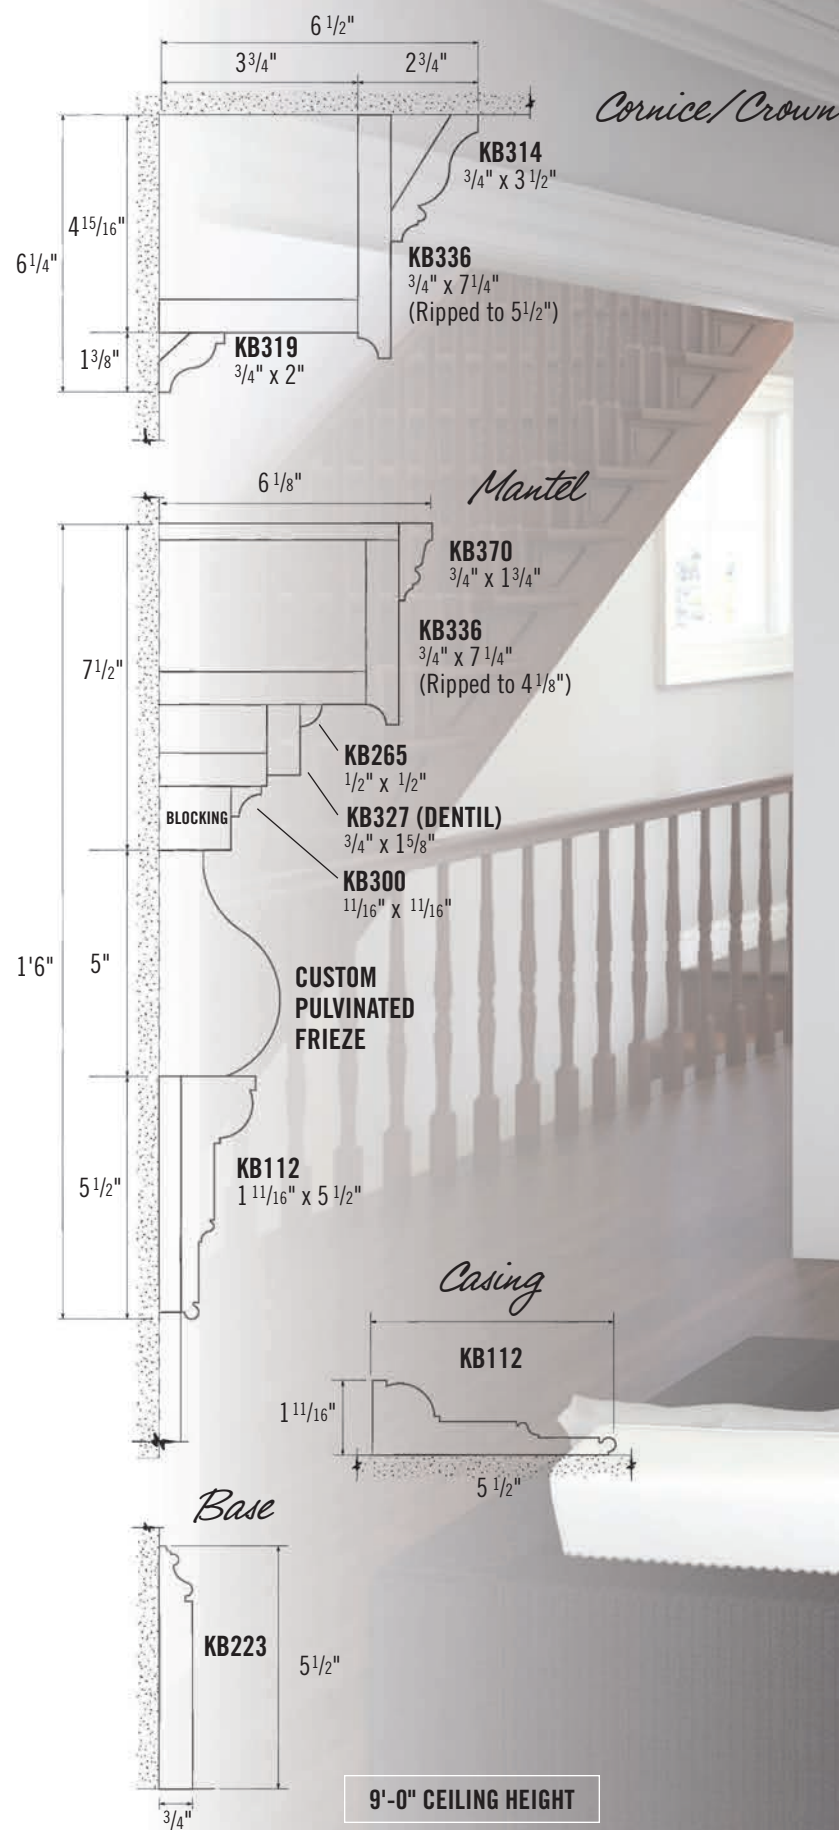 6 1/2"
3 3/4" 2 3/4"
Cornice/Crown
KB314
3/4" x 3 1/2"
4 15/16"
6 1/4"
KB336
3/4" x 7 1/4"
(Ripped to 5 1/2")
1 3/8"
KB319
3/4" x 2"
6 1/8"
Mantel
KB370
3/4" x 1 3/4"
KB336
3/4" x 7 1/4"
(Ripped to 4 1/8")
7 1/2"
KB265
1/2" x 1/2"
BLOCKING
KB327 (DENTIL)
3/4" x 1 5/8"
KB300
11/16" x 11/16"
1'6"
5"
CUSTOM
PULVINATED
FRIEZE
5 1/2"
KB112
1 11/16" x 5 1/2"
Casing
KB112
1 11/16"
5 1/2"
Base
KB223
5 1/2"
3/4"
9'-0" CEILING HEIGHT